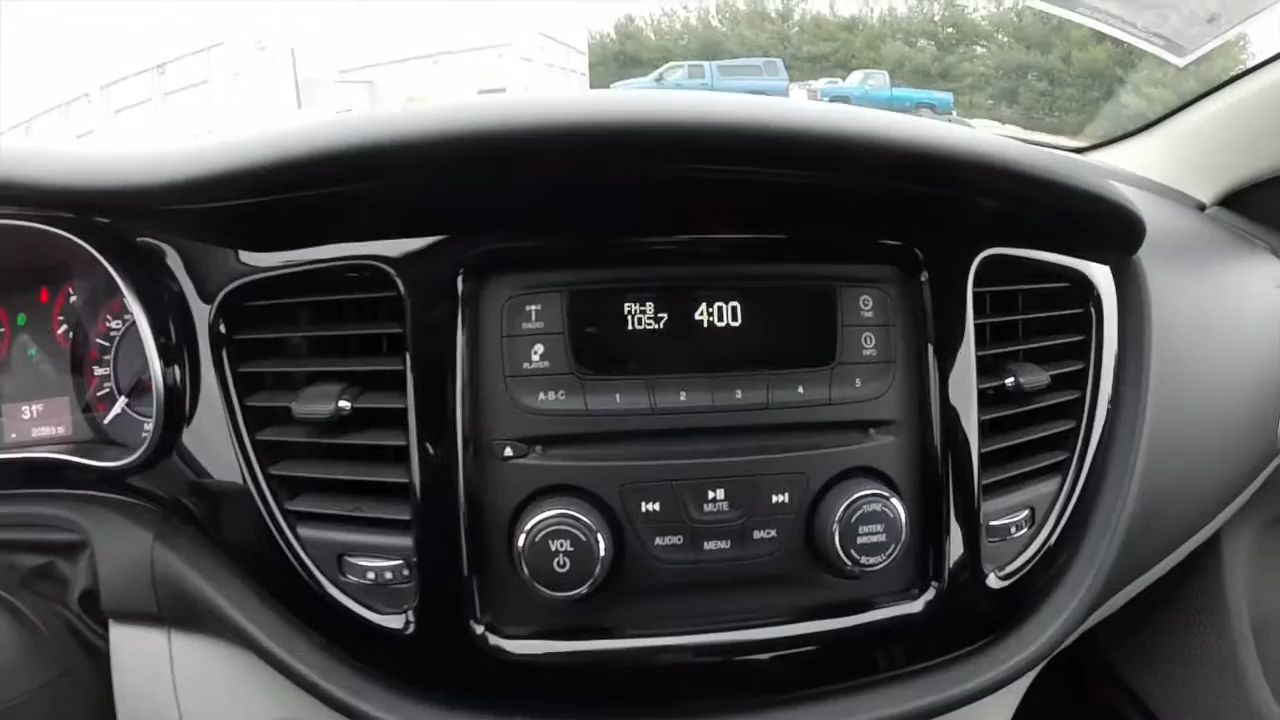 FM-B
105.7
4:00
RADIO
TIME
PLAYER
INFO
A-B-C
1
2
3
4
5
VOL
MUTE
AUDIO
MENU
BACK
TUNE
ENTER/
BROWSE
SCROLL
31°F